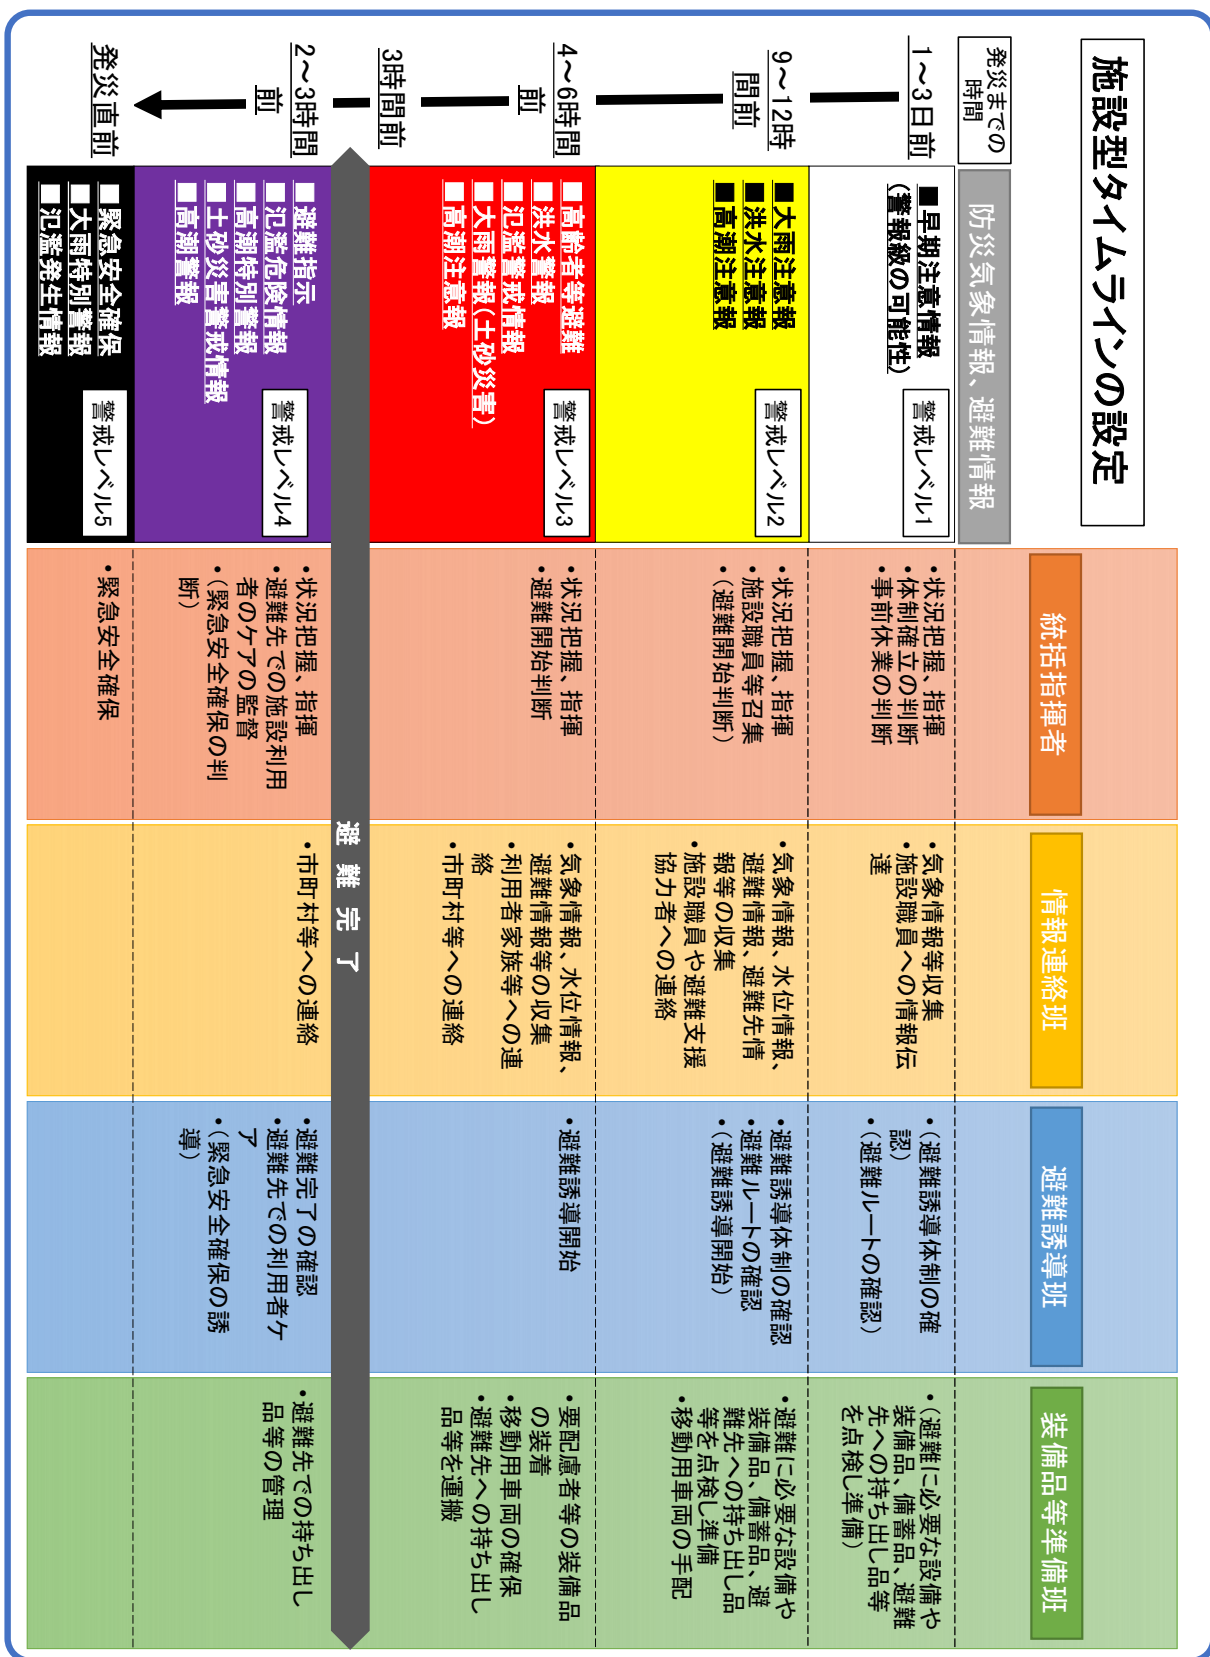 施設型タイムラインの設定
発災までの
時間
防災気象情報、避難情報
統括指揮者
情報連絡班
避難誘導班
装備品等準備班
1～3日前
■早期注意情報
(警報級の可能性)
警戒レベル1
・状況把握、指揮
・体制確立の判断
・事前休業の判断
・気象情報等収集
・施設職員への情報伝
達
・(避難誘導体制の確
認)
・(避難ルートの確認)
・(避難に必要な設備や
装備品、備蓄品、避難
先への持ち出し品等
を点検し準備)
9～12時
間前
■大雨注意報
■洪水注意報
■高潮注意報
警戒レベル2
・状況把握、指揮
・施設職員等召集
・(避難開始判断)
・気象情報、水位情報、
避難情報、避難先情
報等の収集
・施設職員や避難支援
協力者への連絡
・避難誘導体制の確認
・避難ルートの確認
・(避難誘導開始)
・避難に必要な設備や
装備品、備蓄品、避
難先への持ち出し品
等を点検し準備
・移動用車両の手配
4～6時間
前
■高齢者等避難
■洪水警報
■氾濫警戒情報
■大雨警報(土砂災害)
■高潮注意報
警戒レベル3
・状況把握、指揮
・避難開始判断
・気象情報、水位情報、
避難情報等の収集
・利用者家族等への連
絡
・市町村等への連絡
・避難誘導開始
・要配慮者等の装備品
の装着
・移動用車両の確保
・避難先への持ち出し
品等を運搬
3時間前
避難完了
2～3時間
前
■避難指示
■氾濫危険情報
■高潮特別警報
■土砂災害警戒情報
■高潮警報
警戒レベル4
・状況把握、指揮
・避難先での施設利用
者のケアの監督
・(緊急安全確保の判
断)
・市町村等への連絡
・避難完了の確認
・避難先での利用者ケ
ア
・(緊急安全確保の誘
導)
・避難先での持ち出し
品等の管理
発災直前
■緊急安全確保
■大雨特別警報
■氾濫発生情報
警戒レベル5
・緊急安全確保